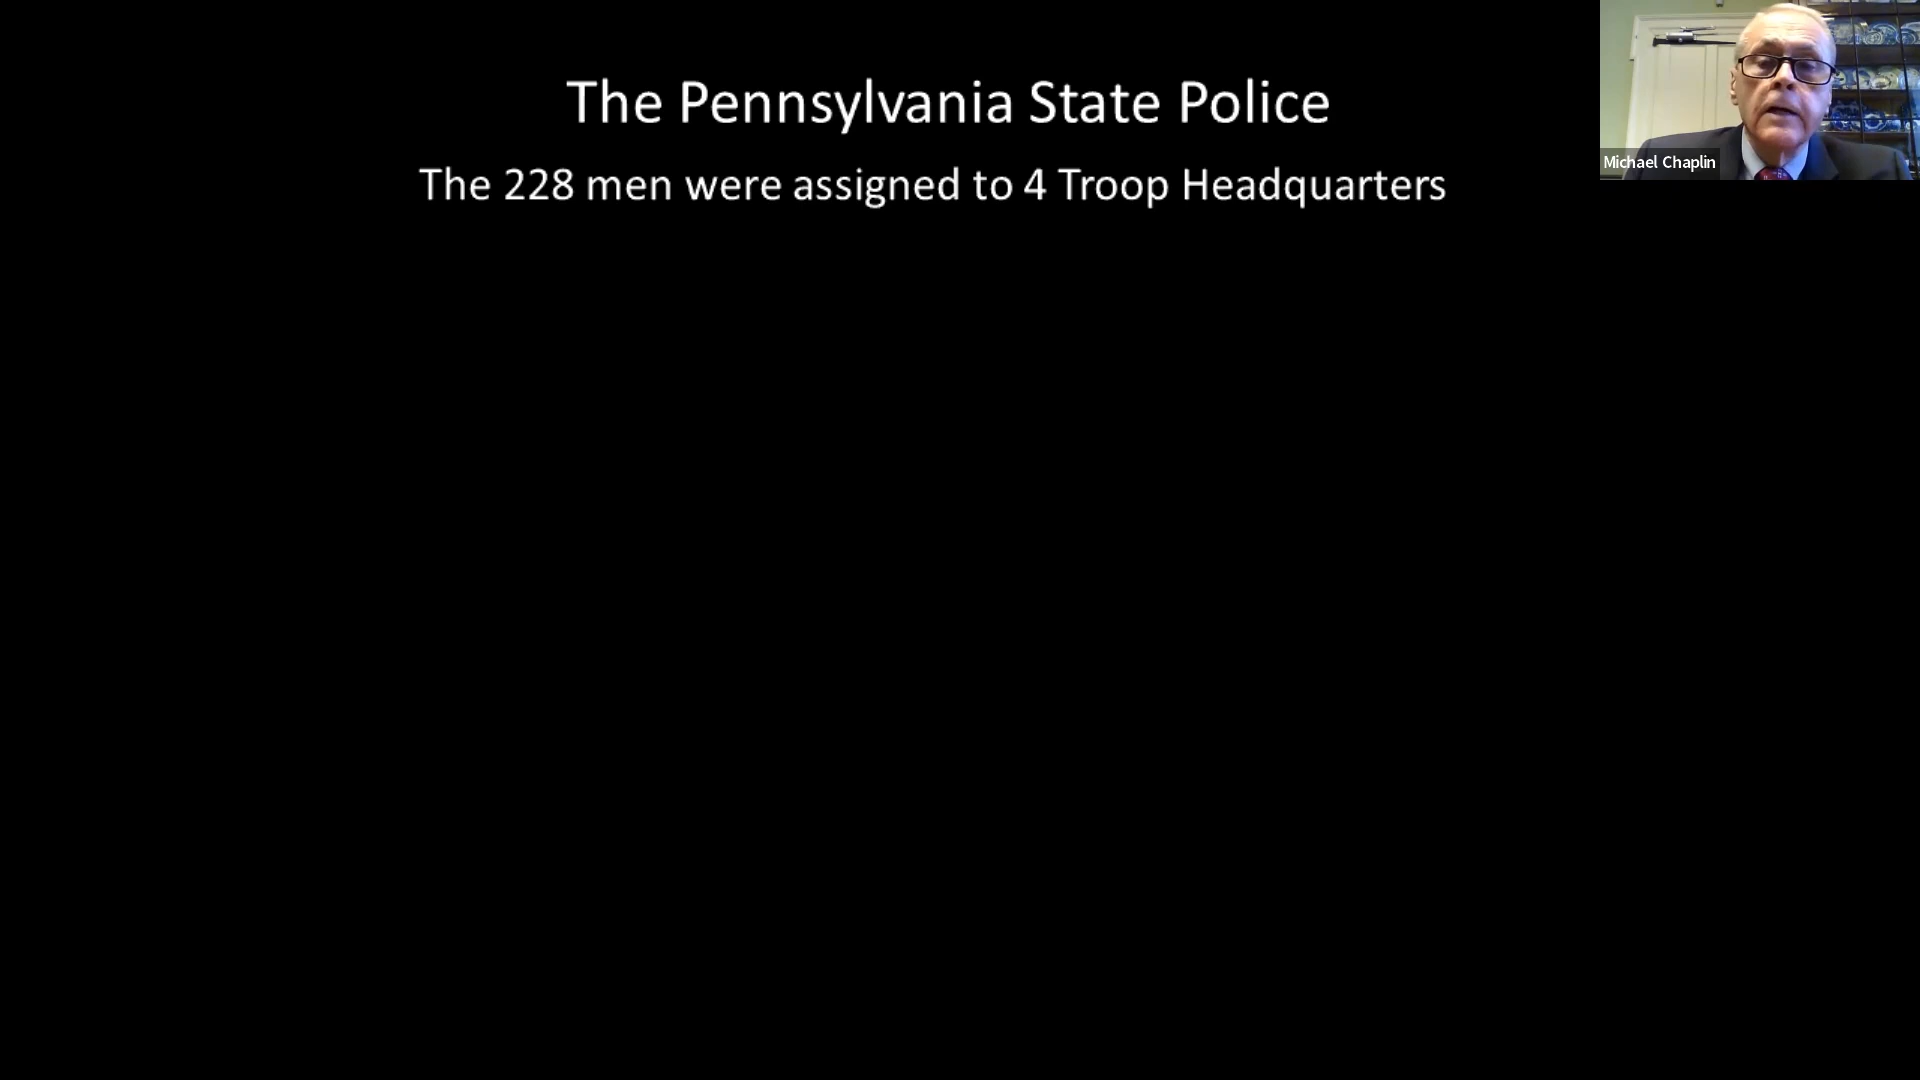 The Pennsylvania State Police
The 228 men were assigned to 4 Troop Headquarters
Michael Chaplin